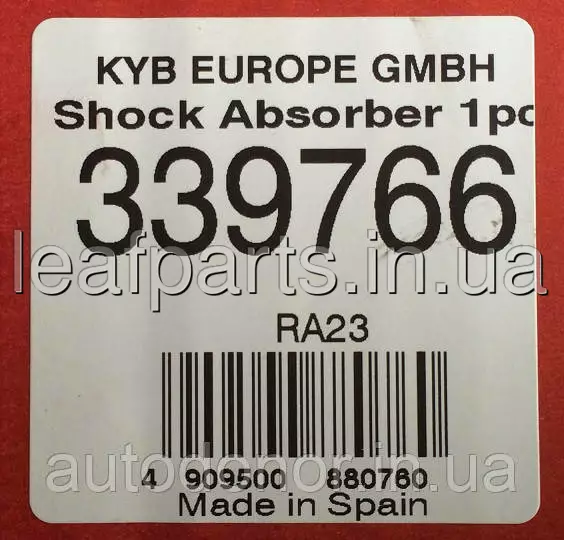 KYB EUROPE GMBH
Shock Absorber 1pc
339766
leafparts.in.ua
RA23
4 909500 880760
autodonor.in.ua
Made in Spain